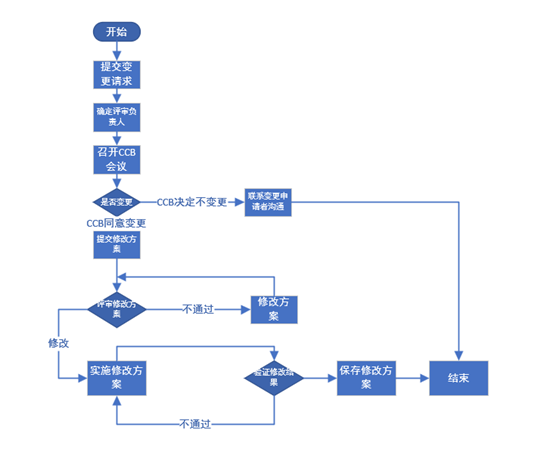 开始
提交变
更请求
确定评审负
责人
召开CCB
会议
是否变更
CCB决定不变更
联系变更申
请者沟通
CCB同意变更
提交修改方
案
评审修改方
案
不通过
修改方
案
修改
实施修改方
案
验证修改结
果
保存修改方
案
结束
不通过